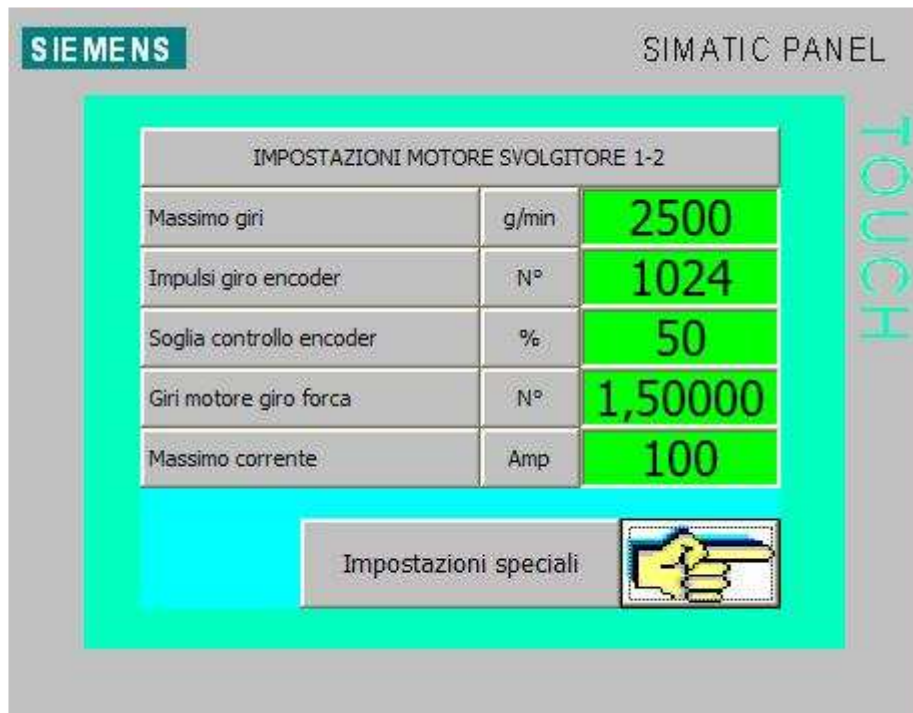 SIEMENS
SIMATIC PANEL
TOUCH
IMPOSTAZIONI MOTORE SVOLGITORE 1-2
Massimo giri g/min 2500
Impulsi giro encoder N° 1024
Soglia controllo encoder % 50
Giri motore giro forca N° 1,50000
Massimo corrente Amp 100
Impostazioni speciali